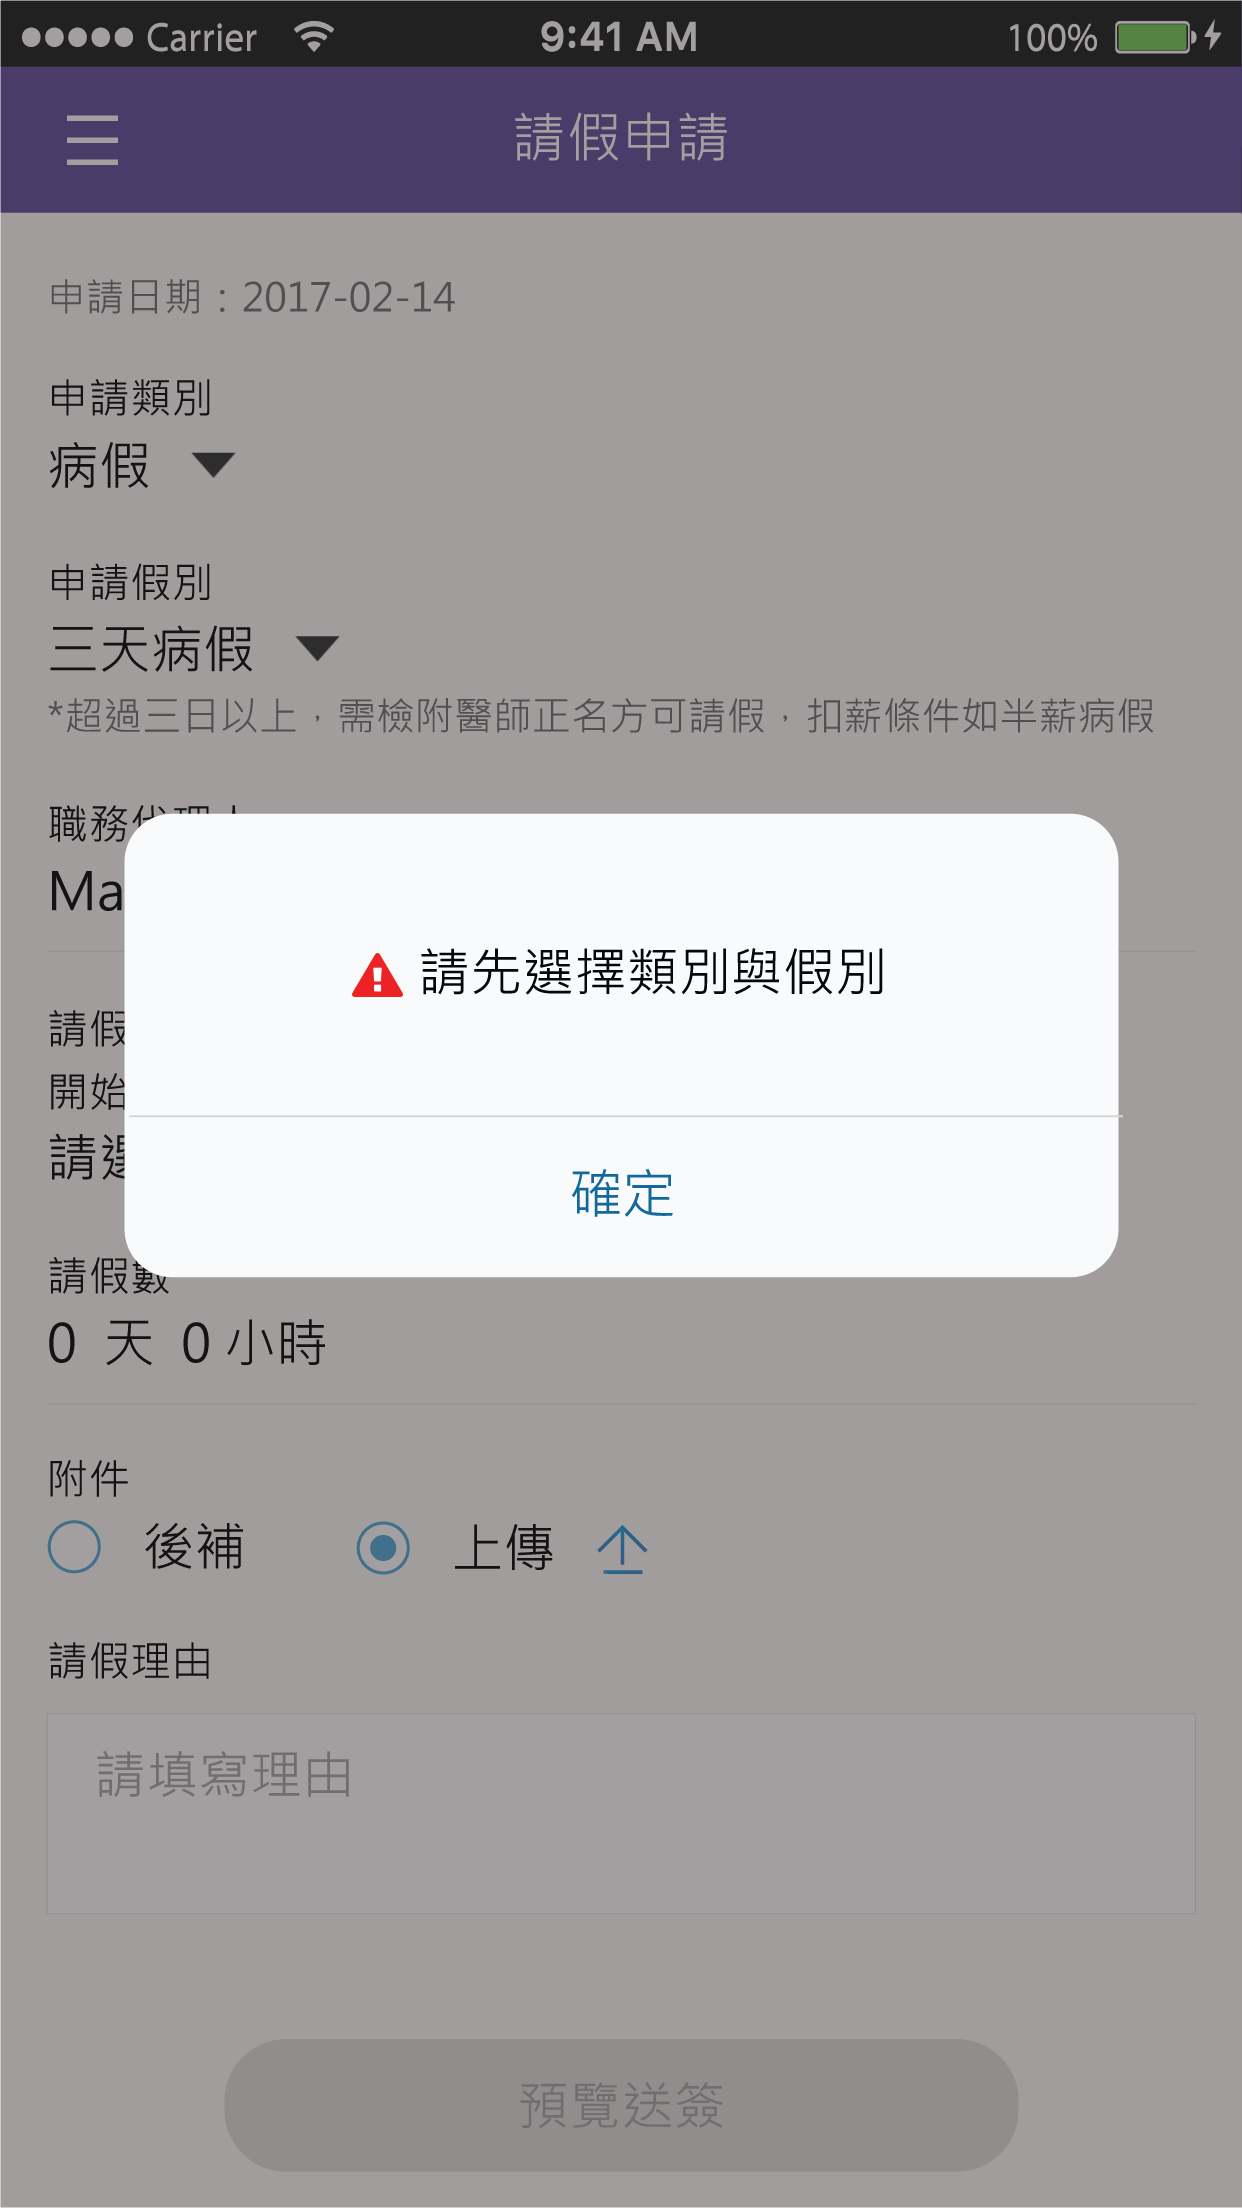 Carrier 9:41 AM 100%
請假申請
申請日期：2017-02-14
申請類別
病假
申請假別
三天病假
*超過三日以上，需檢附醫師正名方可請假，扣薪條件如半薪病假
職務代理人
Ma
請先選擇類別與假別
請假
開始
請選
確定
請假數
0 天 0 小時
附件
後補 上傳
請假理由
請填寫理由
預覽送簽